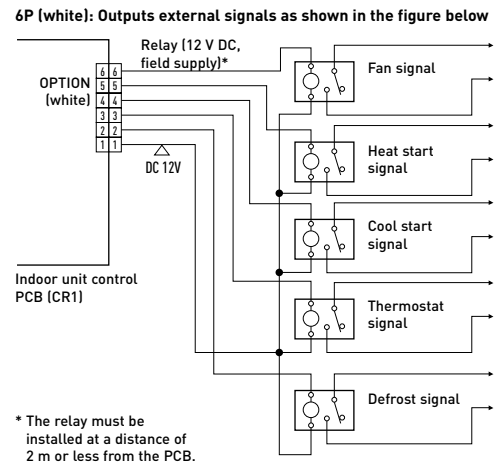 6P (white): Outputs external signals as shown in the figure below
Relay (12 V DC,
field supply)*
OPTION
(white)
6 6
5 5
4 4
3 3
2 2
1 1
DC 12V
Fan signal
Heat start
signal
Cool start
signal
Thermostat
signal
Defrost signal
Indoor unit control
PCB (CR1)
* The relay must be
installed at a distance of
2 m or less from the PCB.